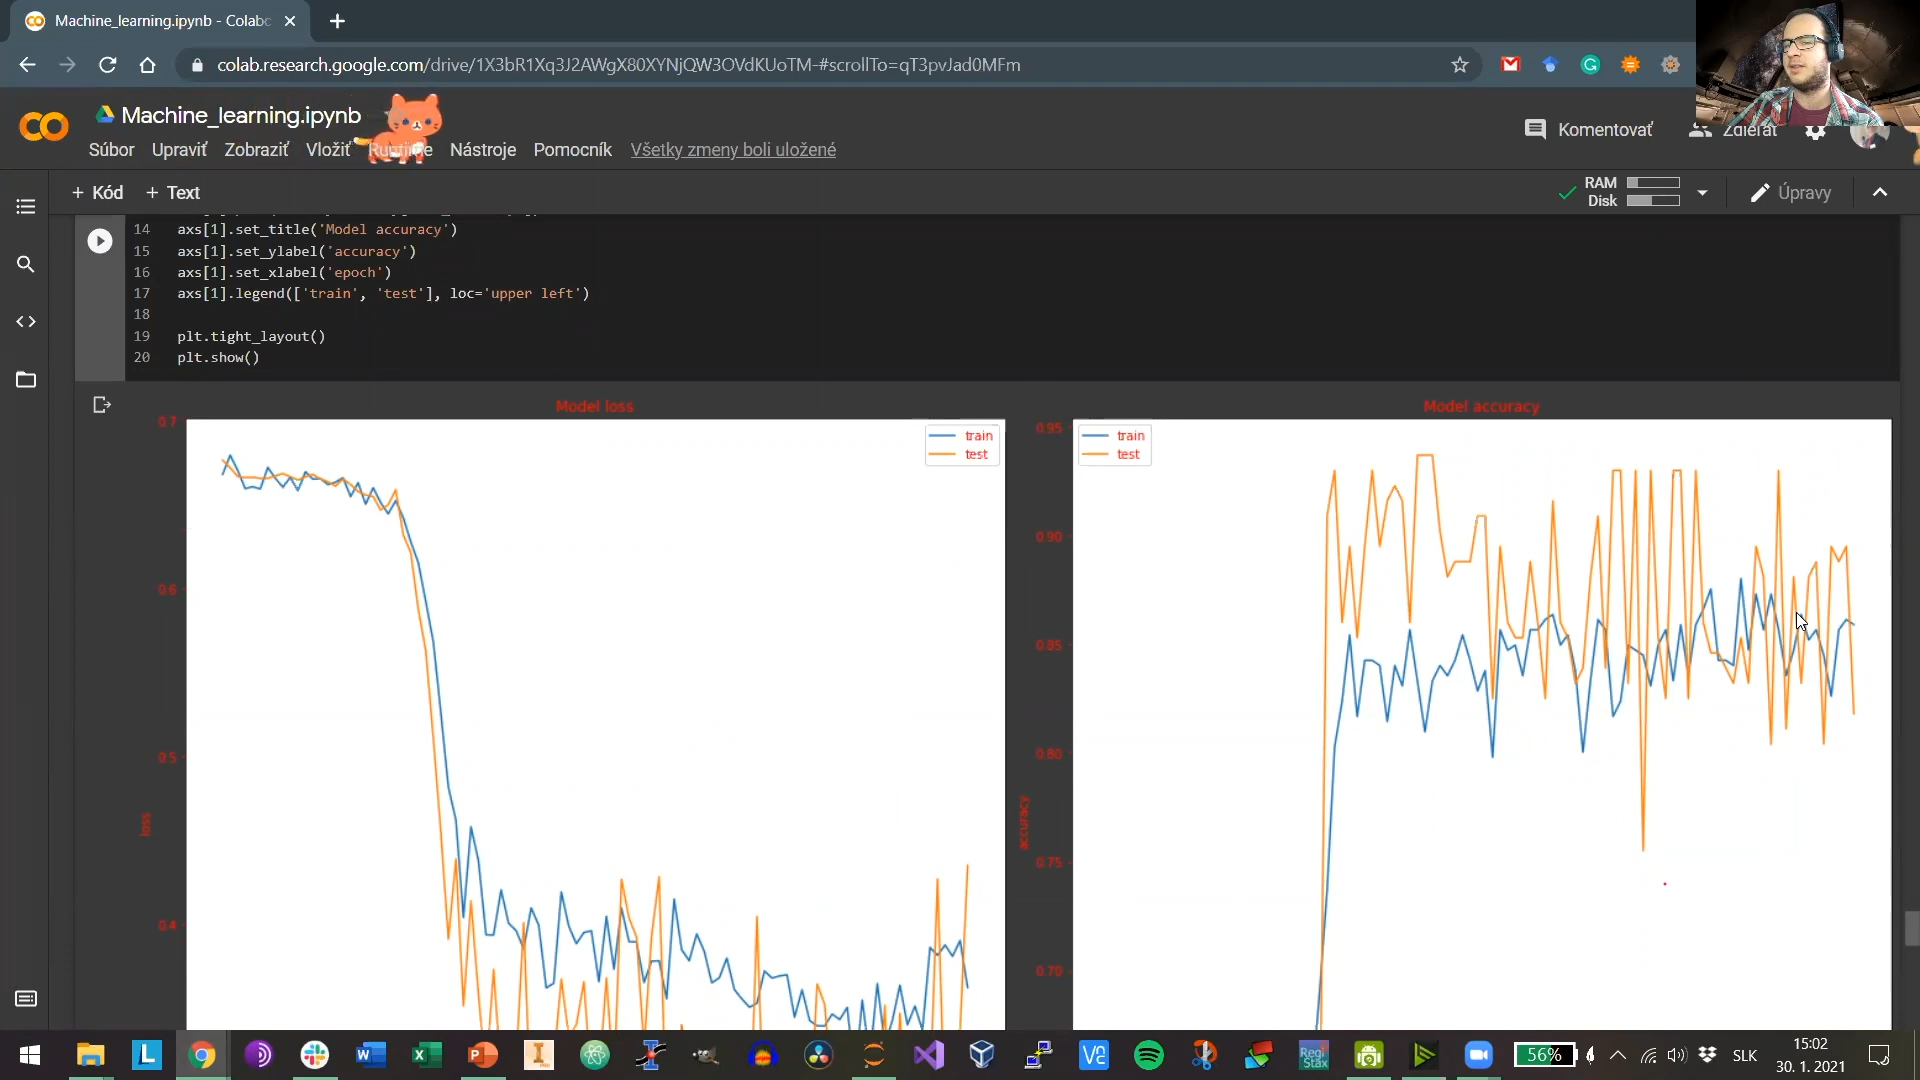 Machine_learning.ipynb - Colabc
colab.research.google.com/drive/1X3bR1Xq3J2AWgX80XYNjQW3OVdKUoTM-#scrollTo=qT3pvJad0MFm
Machine_learning.ipynb
Súbor Upraviť Zobraziť Vložiť Runtime Nástroje Pomocník Všetky zmeny boli uložené
Komentovať Zdieľať
+ Kód + Text
RAM
Disk
Úpravy
14 axs[1].set_title('Model accuracy')
15 axs[1].set_ylabel('accuracy')
16 axs[1].set_xlabel('epoch')
17 axs[1].legend(['train', 'test'], loc='upper left')
18
19 plt.tight_layout()
20 plt.show()
Model loss
0.7
0.6
0.5
0.4
loss
train
test
Model accuracy
0.95
0.90
0.85
0.80
0.75
0.70
accuracy
train
test
56%
SLK
15:02
30. 1. 2021